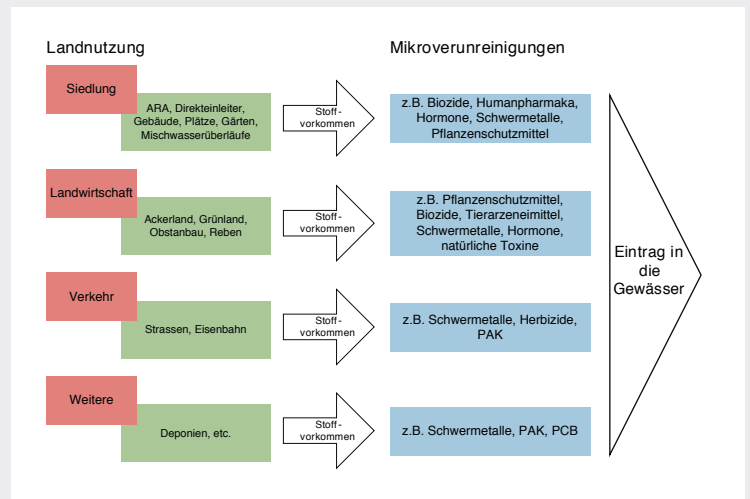 Landnutzung
Mikroverunreinigungen
Siedlung
ARA, Direkteinleiter,
Gebäude, Plätze, Gärten,
Mischwasserüberläufe
Stoff-
vorkommen
z.B. Biozide, Humanpharmaka,
Hormone, Schwermetalle,
Pflanzenschutzmittel
Landwirtschaft
Ackerland, Grünland,
Obstanbau, Reben
Stoff-
vorkommen
z.B. Pflanzenschutzmittel,
Biozide, Tierarzeneimittel,
Schwermetalle, Hormone,
natürliche Toxine
Verkehr
Strassen, Eisenbahn
Stoff-
vorkommen
z.B. Schwermetalle, Herbizide,
PAK
Weitere
Deponien, etc.
Stoff-
vorkommen
z.B. Schwermetalle, PAK, PCB
Eintrag in
die
Gewässer